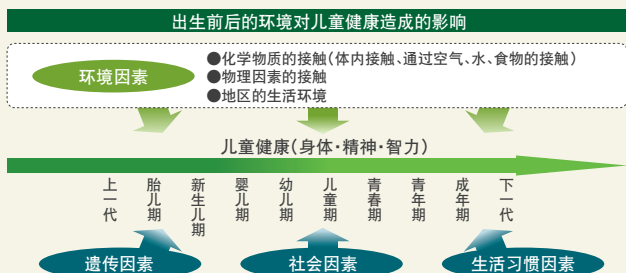 出生前后的环境对儿童健康造成的影响
环境因素
●化学物质的接触(体内接触、通过空气、水、食物的接触)
●物理因素的接触
●地区的生活环境
儿童健康(身体·精神·智力)
上一代
胎儿期
新生儿期
婴儿期
幼儿期
儿童期
青春期
青年期
成年期
下一代
遗传因素
社会因素
生活习惯因素